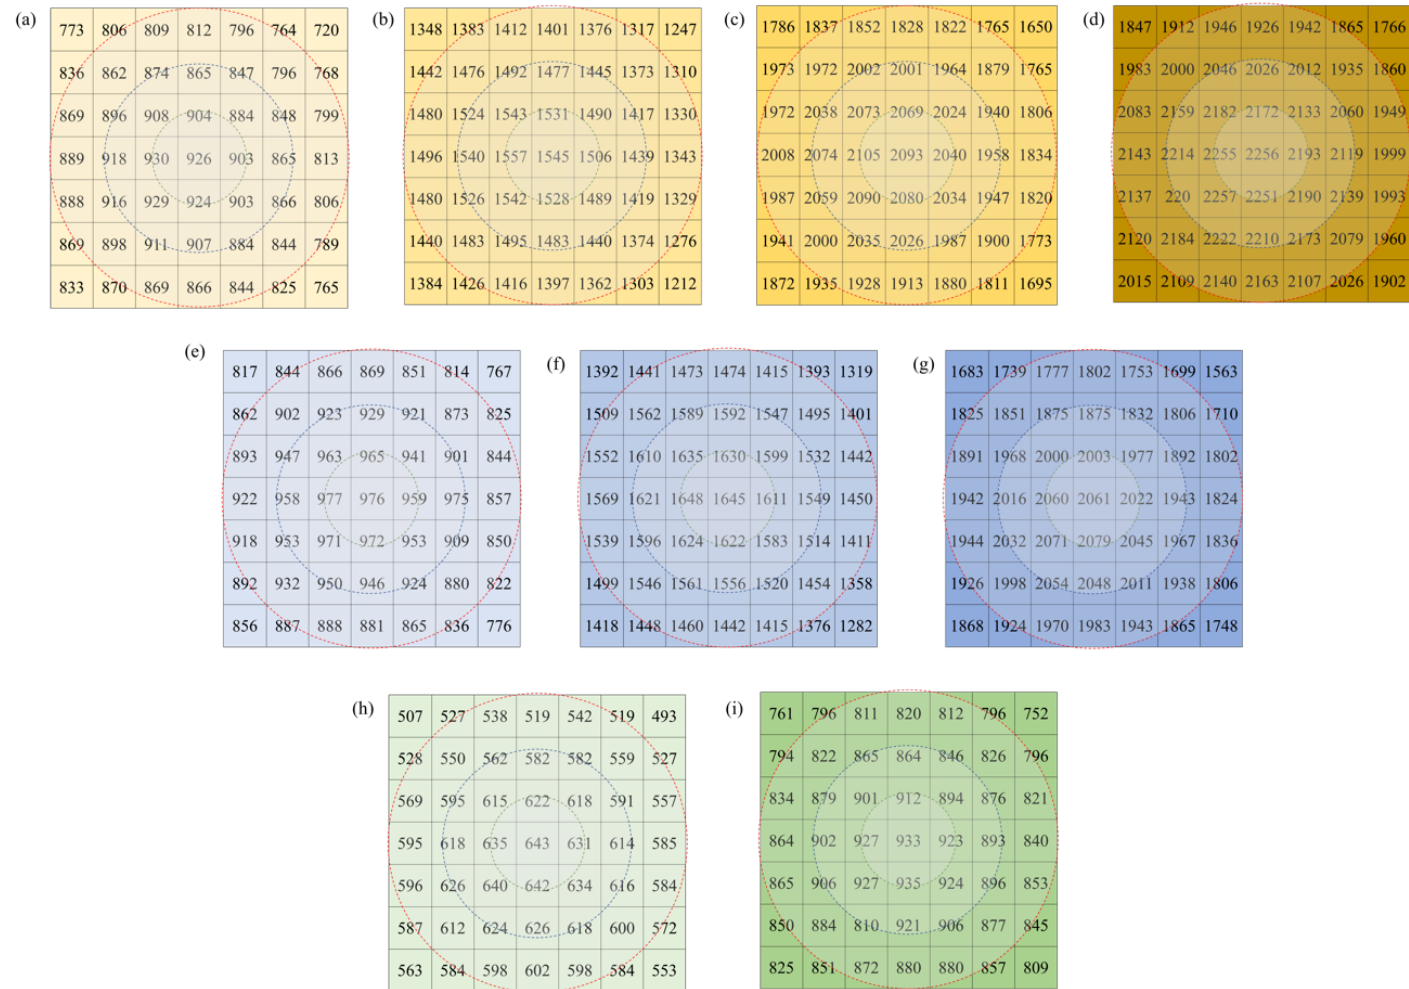 (a) 773 806 809 812 796 764 720
836 862 874 865 847 796 768
869 896 908 904 884 848 799
889 918 930 926 903 865 813
888 916 929 924 903 866 806
869 898 911 907 884 844 789
833 870 869 866 844 825 765
(b) 1348 1383 1412 1401 1376 1317 1247
1442 1476 1492 1477 1445 1373 1310
1480 1524 1543 1531 1490 1417 1330
1496 1540 1557 1545 1506 1439 1343
1480 1526 1542 1528 1489 1419 1329
1440 1483 1495 1483 1440 1374 1276
1384 1426 1416 1397 1362 1303 1212
(c) 1786 1837 1852 1828 1822 1765 1650
1973 1972 2002 2001 1964 1879 1765
1972 2038 2073 2069 2024 1940 1806
2008 2074 2105 2093 2040 1958 1834
1987 2059 2090 2080 2034 1947 1820
1941 2000 2035 2026 1987 1900 1773
1872 1935 1928 1913 1880 1811 1695
(d) 1847 1912 1946 1926 1942 1865 1766
1983 2000 2046 2026 2012 1935 1860
2083 2159 2182 2172 2133 2060 1949
2143 2214 2255 2256 2193 2119 1999
2137 220 2257 2251 2190 2139 1993
2120 2184 2222 2210 2173 2079 1960
2015 2109 2140 2163 2107 2026 1902
(e) 817 844 866 869 851 814 767
862 902 923 929 921 873 825
893 947 963 965 941 901 844
922 958 977 976 959 975 857
918 953 971 972 953 909 850
892 932 950 946 924 880 822
856 887 888 881 865 836 776
(f) 1392 1441 1473 1474 1415 1393 1319
1509 1562 1589 1592 1547 1495 1401
1552 1610 1635 1630 1599 1532 1442
1569 1621 1648 1645 1611 1549 1450
1539 1596 1624 1622 1583 1514 1411
1499 1546 1561 1556 1520 1454 1358
1418 1448 1460 1442 1415 1376 1282
(g) 1683 1739 1777 1802 1753 1699 1563
1825 1851 1875 1875 1832 1806 1710
1891 1968 2000 2003 1977 1892 1802
1942 2016 2060 2061 2022 1943 1824
1944 2032 2071 2079 2045 1967 1836
1926 1998 2054 2048 2011 1938 1806
1868 1924 1970 1983 1943 1865 1748
(h) 507 527 538 519 542 519 493
528 550 562 582 582 559 527
569 595 615 622 618 591 557
595 618 635 643 631 614 585
596 626 640 642 634 616 584
587 612 624 626 618 600 572
563 584 598 602 598 584 553
(i) 761 796 811 820 812 796 752
794 822 865 864 846 826 796
834 879 901 912 894 876 821
864 902 927 933 923 893 840
865 906 927 935 924 896 853
850 884 810 921 906 877 845
825 851 872 880 880 857 809